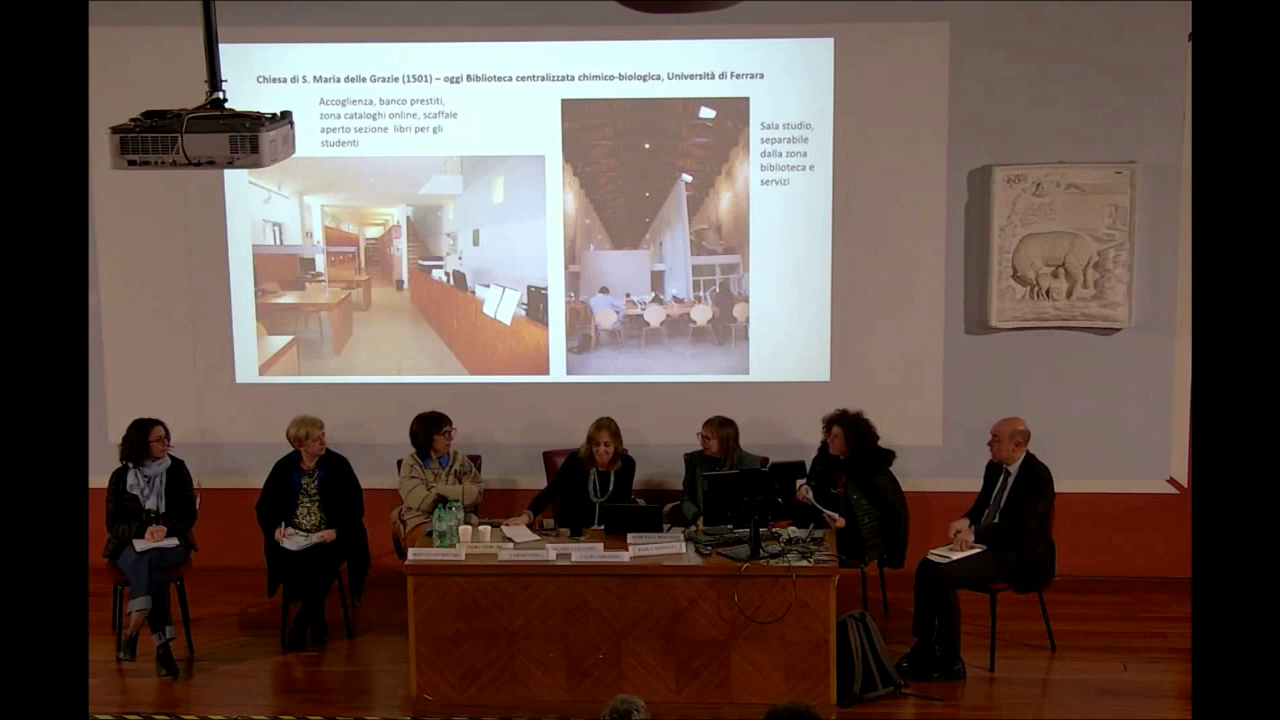 Chiesa di S. Maria delle Grazie (1501) – oggi Biblioteca centralizzata chimico-biologica, Università di Ferrara
Accoglienza, banco prestiti,
zona cataloghi online, scaffale
aperto sezione libri per gli
studenti
Sala studio,
separabile
dalla zona
biblioteca e
servizi